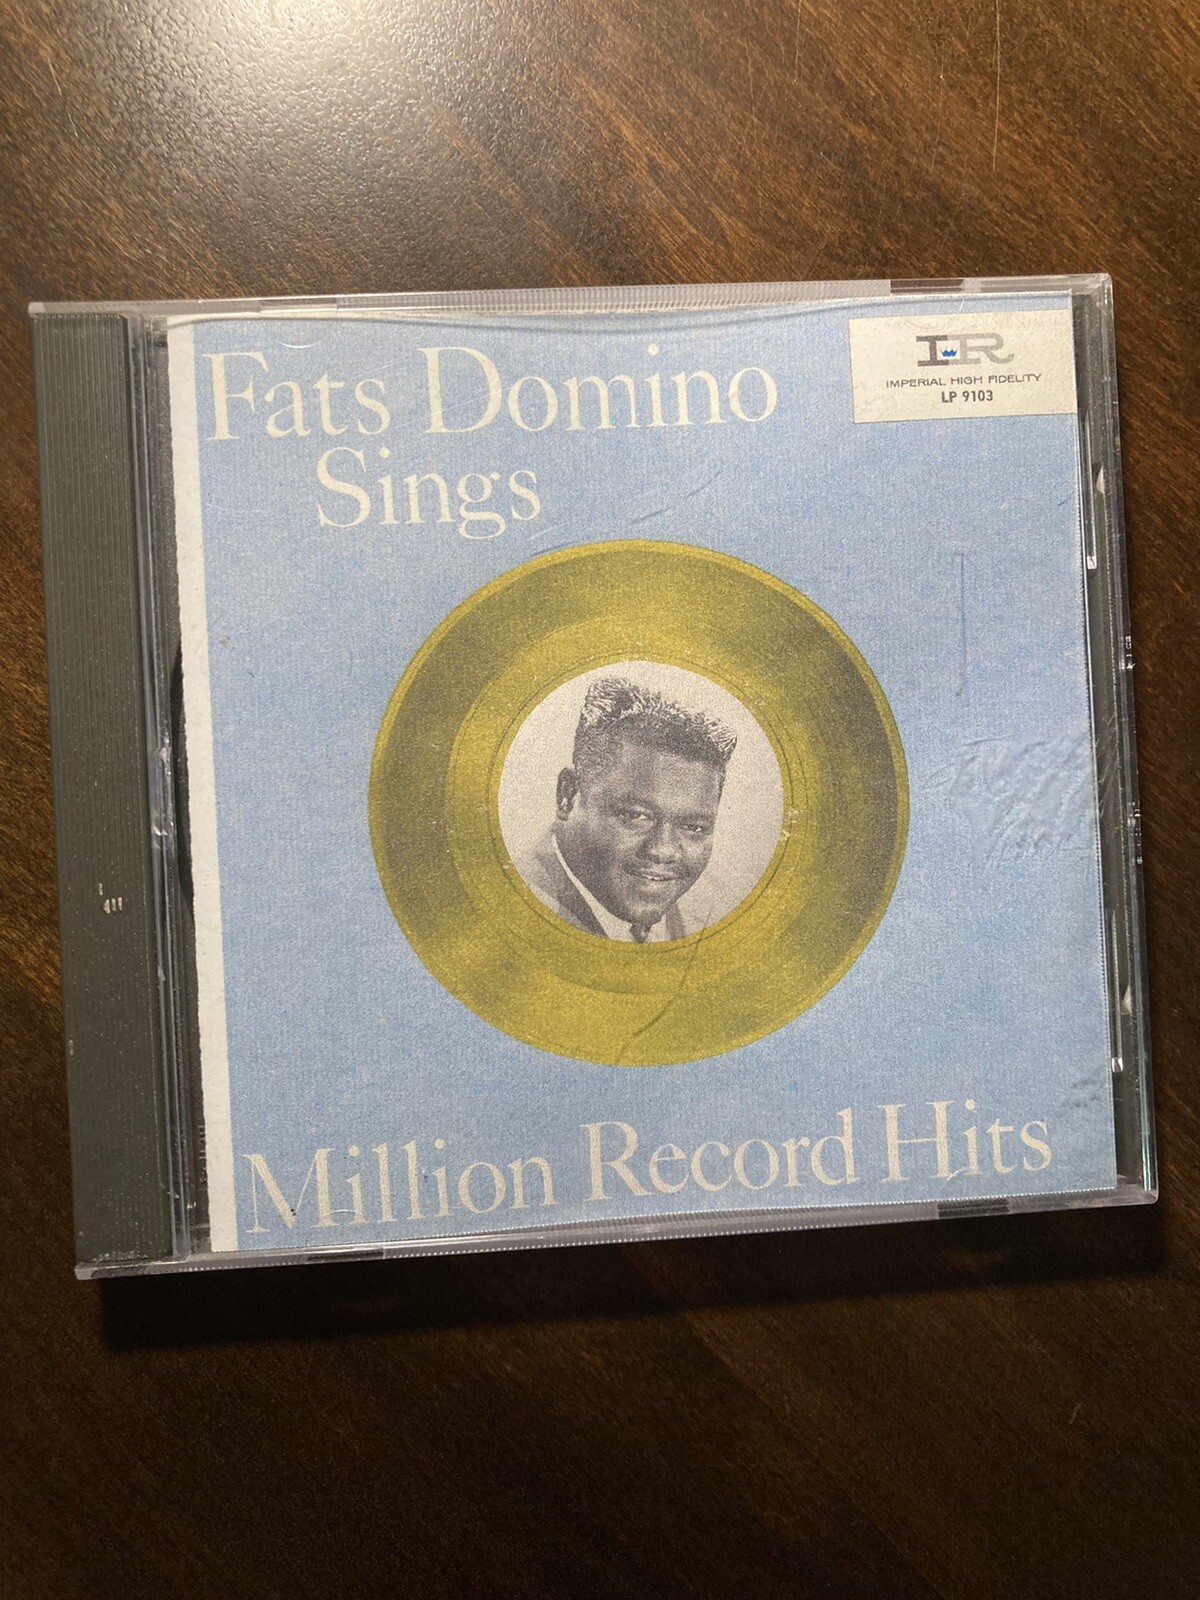 Fats Domino
Sings
IR
IMPERIAL HIGH FIDELITY
LP 9103
Million Record Hits